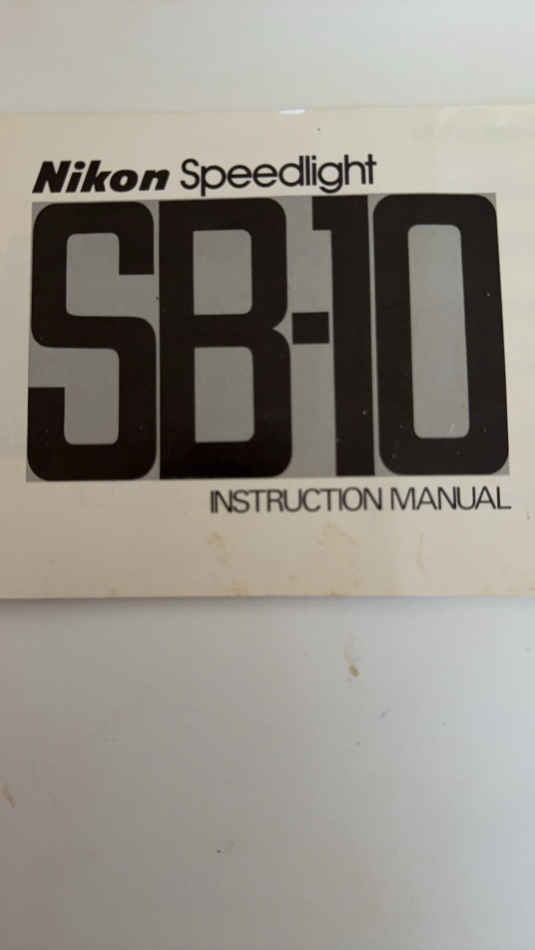 Nikon Speedlight
SB-10
INSTRUCTION MANUAL